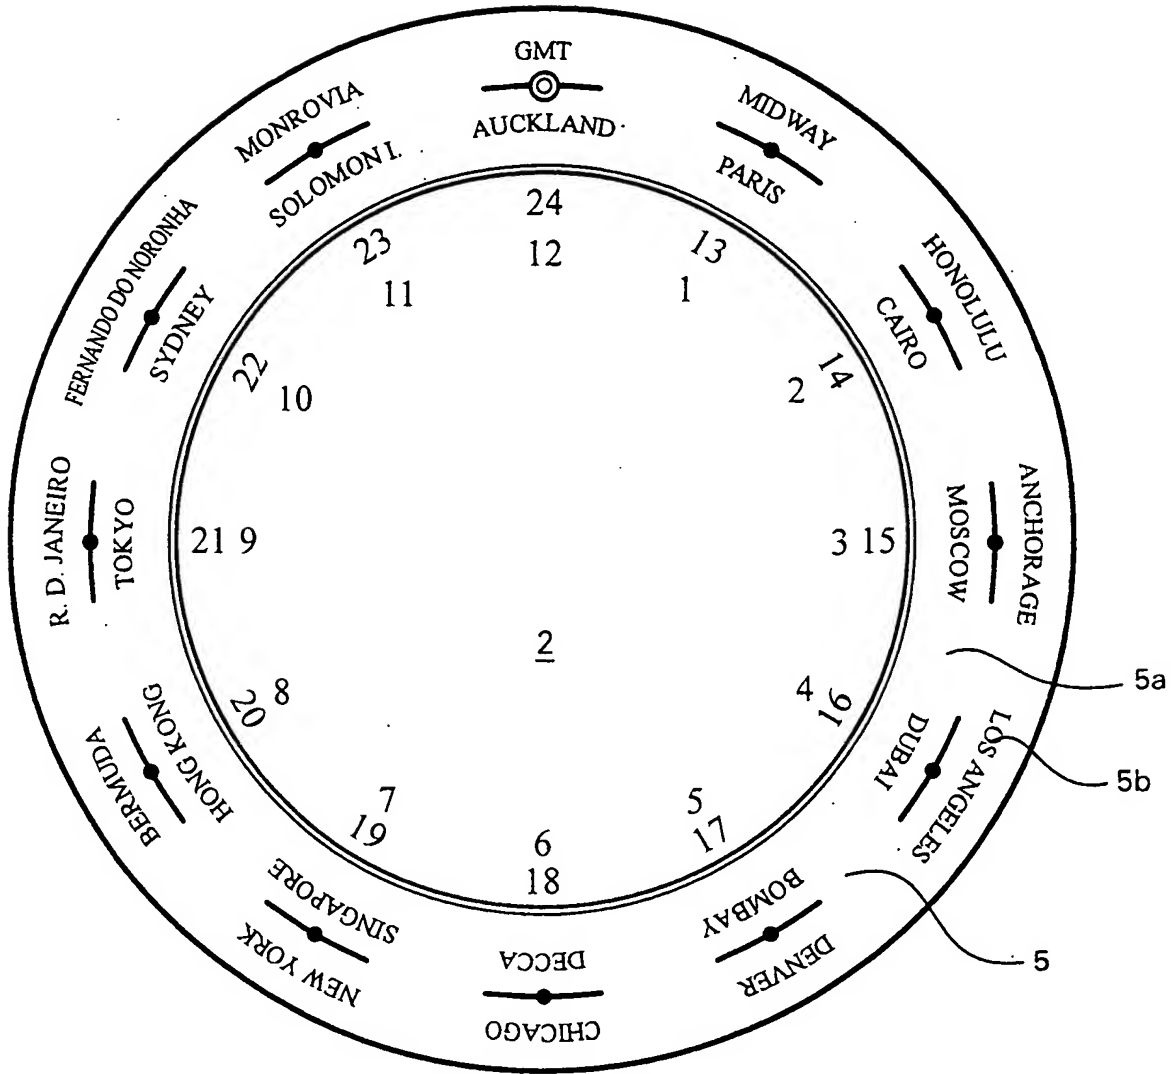 GMT
AUCKLAND
MIDWAY
PARIS
HONOLULU
CAIRO
ANCHORAGE
MOSCOW
LOS ANGELES
DUBAI
DENVER
BOMBAY
CHICAGO
DECCA
NEW YORK
SINGAPORE
BERMUDA
HONG KONG
R. D. JANEIRO
TOKYO
FERNANDO DO NORONHA
SYDNEY
MONROVIA
SOLOMON I.
24
12
13
1
14
2
3 15
4
16
5
17
6
18
7
19
8
20
21 9
22
10
23
11
2
5a
5b
5